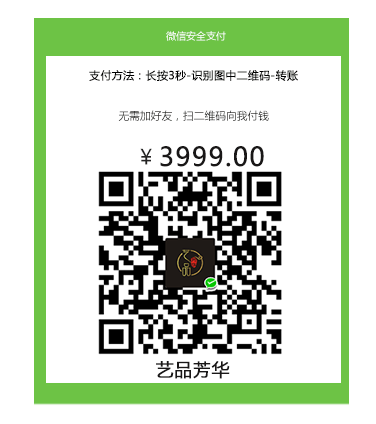 微信安全支付
支付方法：长按3秒-识别图中二维码-转账
无需加好友，扫二维码向我付钱
￥3999.00
艺品芳华